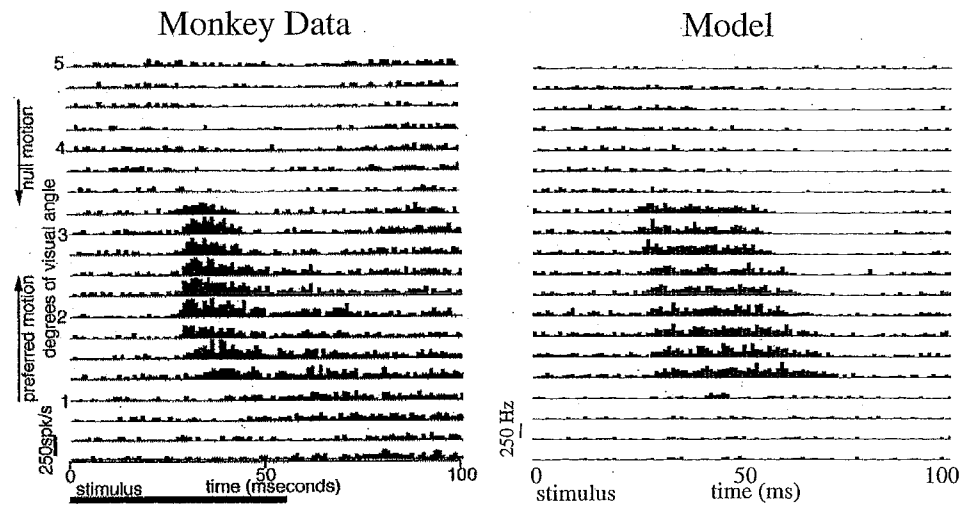 Monkey Data
5
4
3
2
1
null motion
preferred motion
degrees of visual angle
250spk/s
0
50
100
stimulus
time (mseconds)
Model
250 Hz
0
50
100
stimulus
time (ms)